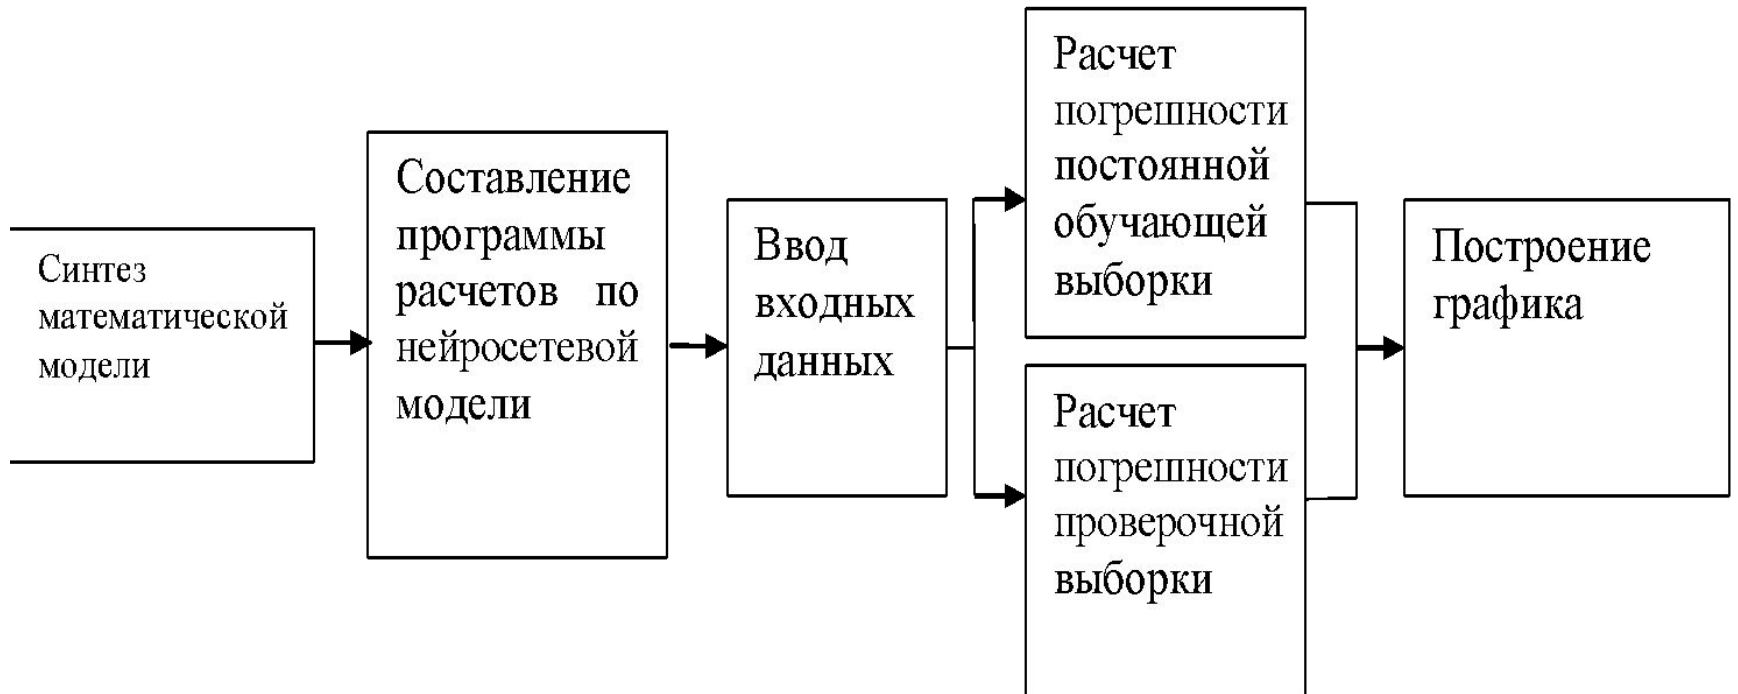 Синтез
математической
модели
Составление
программы
расчетов по
нейросетевой
модели
Ввод
входных
данных
Расчет
погрешности
постоянной
обучающей
выборки
Расчет
погрешности
проверочной
выборки
Построение
графика